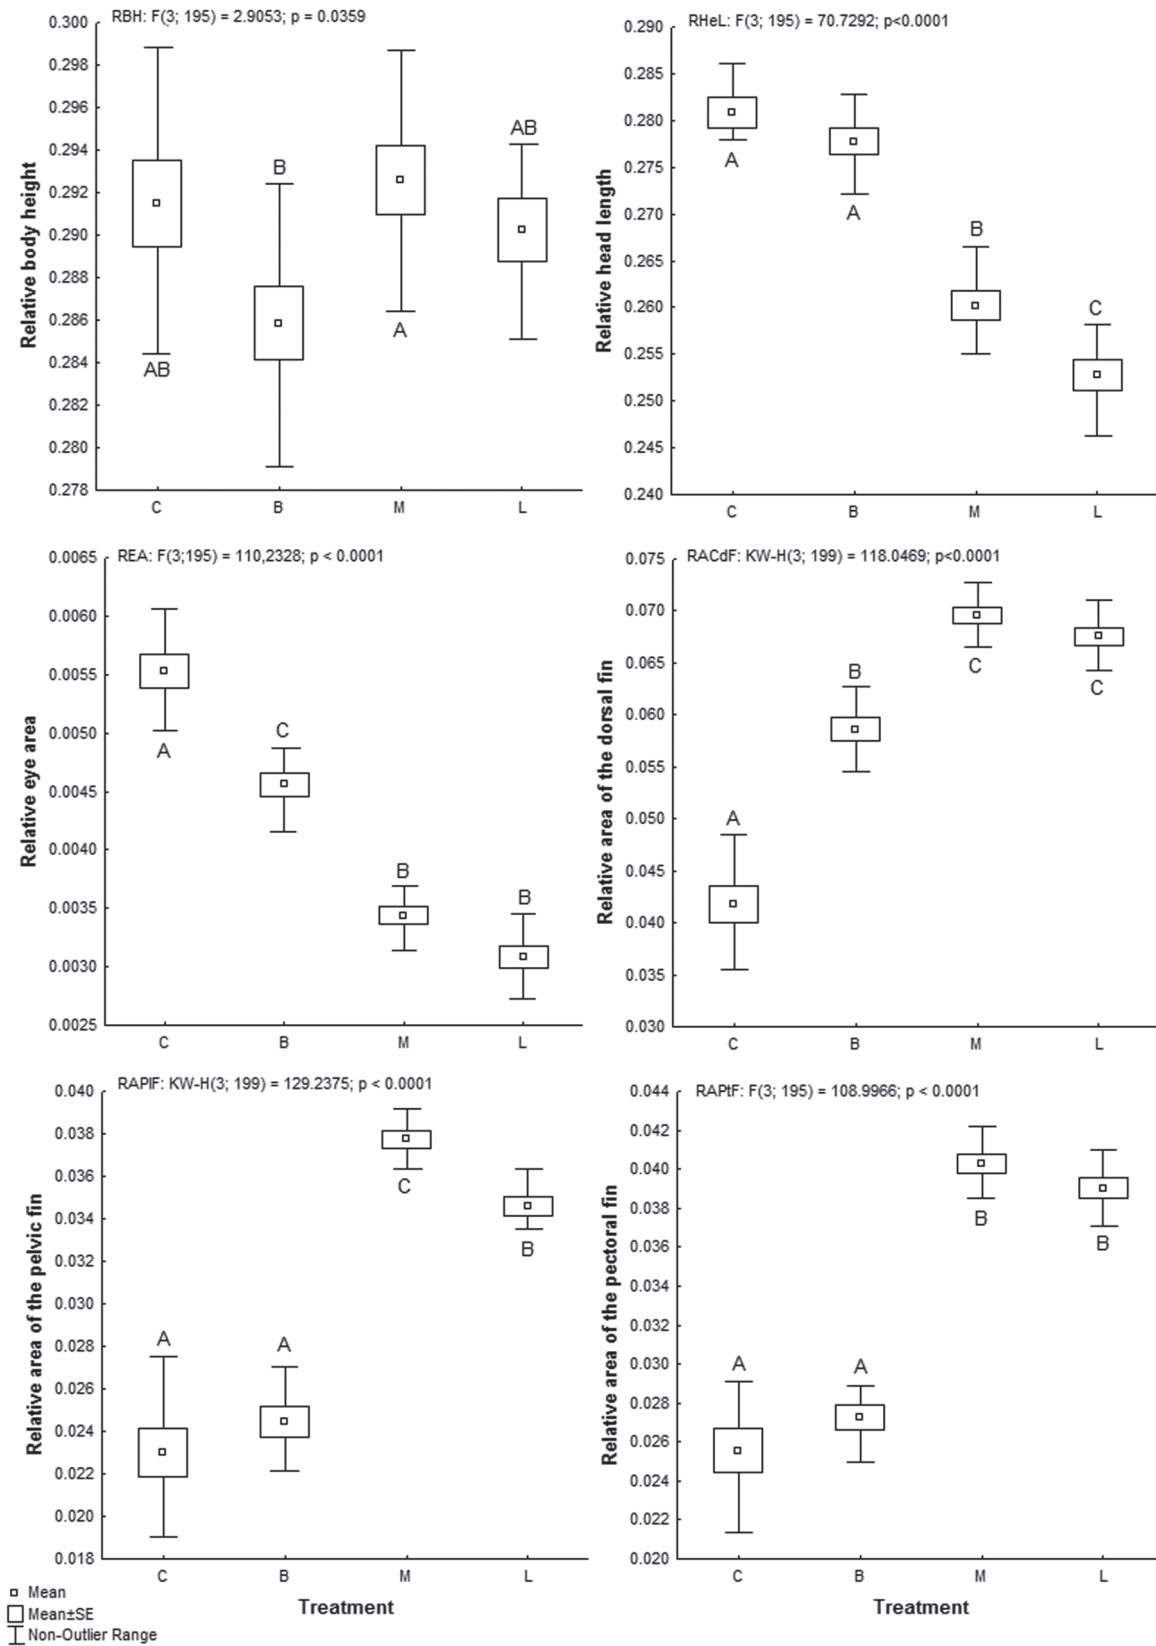 RBH: F(3; 195) = 2.9053; p = 0.0359
Relative body height
0.300
0.298
0.296
0.294
0.292
0.290
0.288
0.286
0.284
0.282
0.280
0.278
AB
B
A
AB
C B M L
RHeL: F(3; 195) = 70.7292; p<0.0001
Relative head length
0.290
0.285
0.280
0.275
0.270
0.265
0.260
0.255
0.250
0.245
0.240
A
A
B
C
C B M L
REA: F(3;195) = 110,2328; p < 0.0001
Relative eye area
0.0065
0.0060
0.0055
0.0050
0.0045
0.0040
0.0035
0.0030
0.0025
A
C
B
B
C B M L
RACdF: KW-H(3; 199) = 118.0469; p<0.0001
Relative area of the dorsal fin
0.075
0.070
0.065
0.060
0.055
0.050
0.045
0.040
0.035
0.030
A
B
C
C
C B M L
RAPlF: KW-H(3; 199) = 129.2375; p < 0.0001
Relative area of the pelvic fin
0.040
0.038
0.036
0.034
0.032
0.030
0.028
0.026
0.024
0.022
0.020
0.018
A
A
C
B
C B M L
Treatment
RAPtF: F(3; 195) = 108.9966; p < 0.0001
Relative area of the pectoral fin
0.044
0.042
0.040
0.038
0.036
0.034
0.032
0.030
0.028
0.026
0.024
0.022
0.020
A
A
B
B
C B M L
Treatment
Mean
Mean±SE
Non-Outlier Range